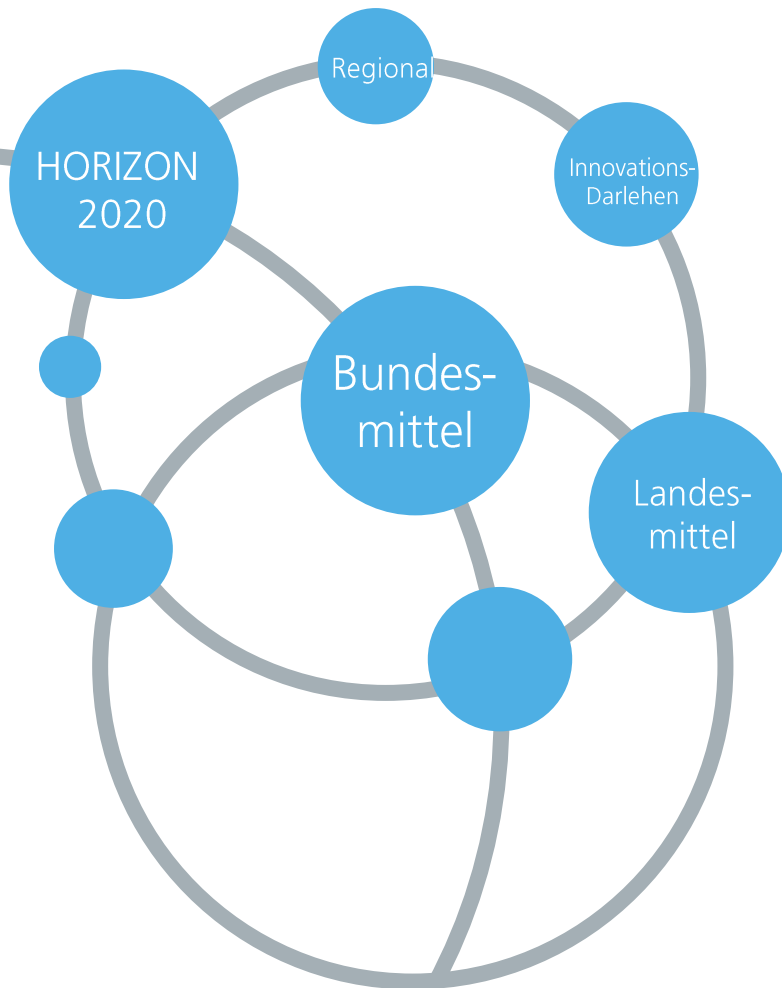 Regional
HORIZON
2020
Innovations-
Darlehen
Bundes-
mittel
Landes-
mittel